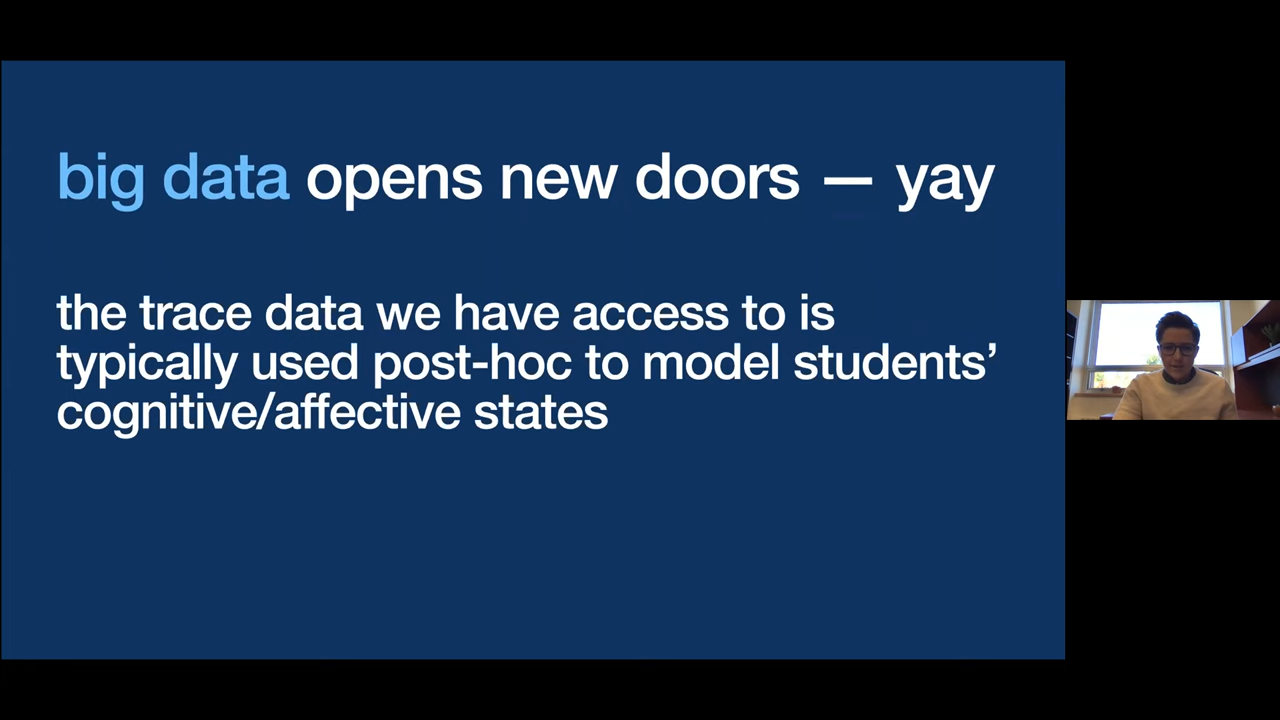 big data opens new doors — yay
the trace data we have access to is
typically used post-hoc to model students’
cognitive/affective states